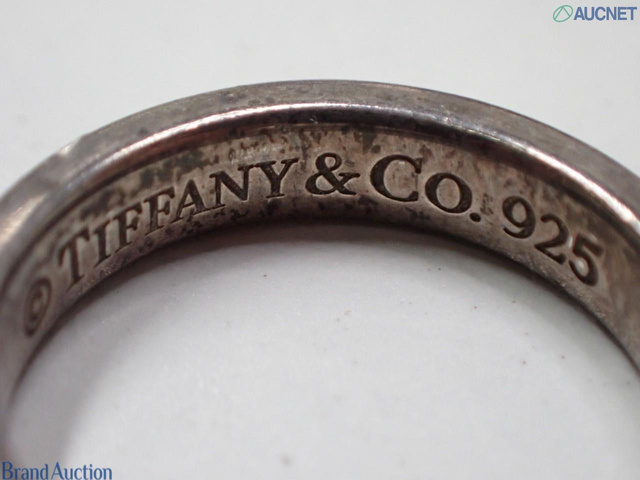 AUCNET
© TIFFANY & CO. 925
Brand Auction